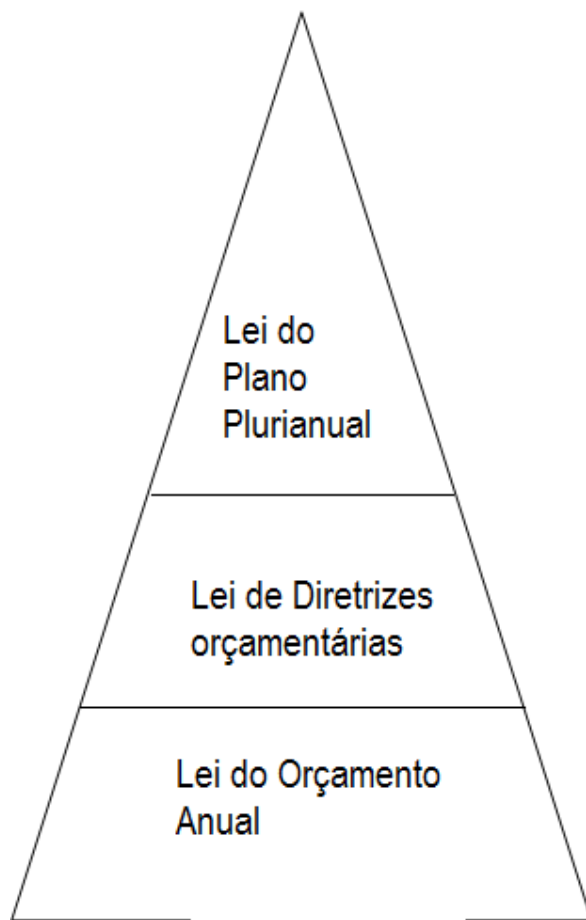 Lei do
Plano
Plurianual
Lei de Diretrizes
orçamentárias
Lei do Orçamento
Anual